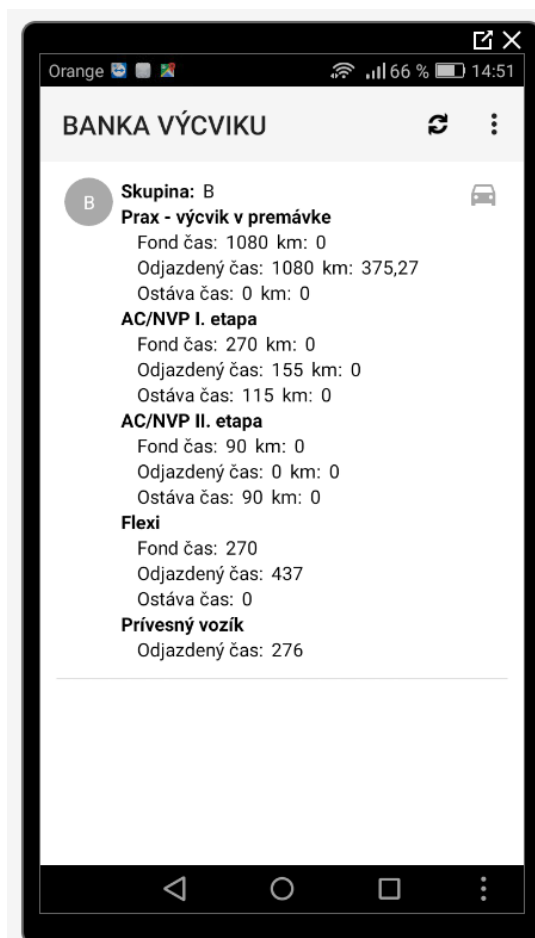 Orange 66 % 14:51
BANKA VÝCVIKU
B
Skupina: B
Prax - výcvik v premávke
Fond čas: 1080 km: 0
Odjazdený čas: 1080 km: 375,27
Ostáva čas: 0 km: 0
AC/NVP I. etapa
Fond čas: 270 km: 0
Odjazdený čas: 155 km: 0
Ostáva čas: 115 km: 0
AC/NVP II. etapa
Fond čas: 90 km: 0
Odjazdený čas: 0 km: 0
Ostáva čas: 90 km: 0
Flexi
Fond čas: 270
Odjazdený čas: 437
Ostáva čas: 0
Prívesný vozík
Odjazdený čas: 276